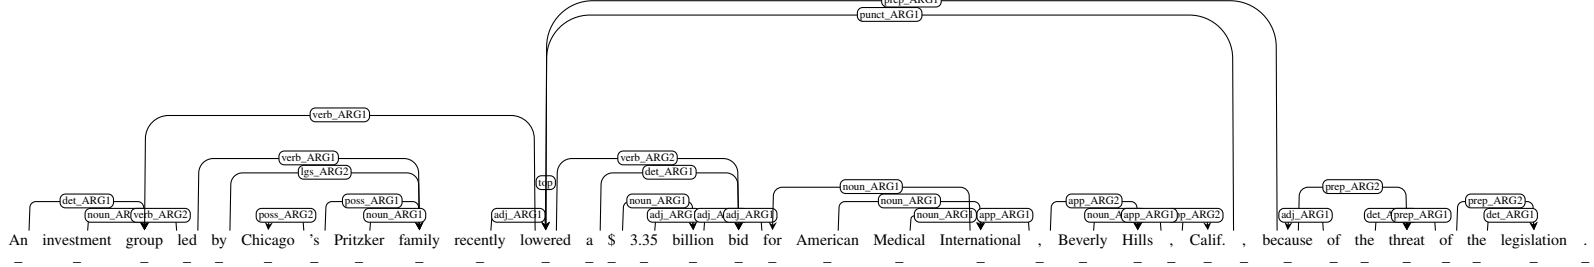 prep_ARG1
punct_ARG1
verb_ARG1
verb_ARG1 verb_ARG2
lgs_ARG2 det_ARG1
top
noun_ARG1 prep_ARG2
det_ARG1 poss_ARG1 noun_ARG1 noun_ARG1 app_ARG2 prep_ARG2
verb_ARG2 poss_ARG2 noun_ARG1 adj_ARG1 adj_ARG1 noun_ARG1 app_ARG1 app_ARG1 adj_ARG1 prep_ARG1 det_ARG1
An investment group led by Chicago 's Pritzker family recently lowered a $ 3.35 billion bid for American Medical International , Beverly Hills , Calif. , because of the threat of the legislation .